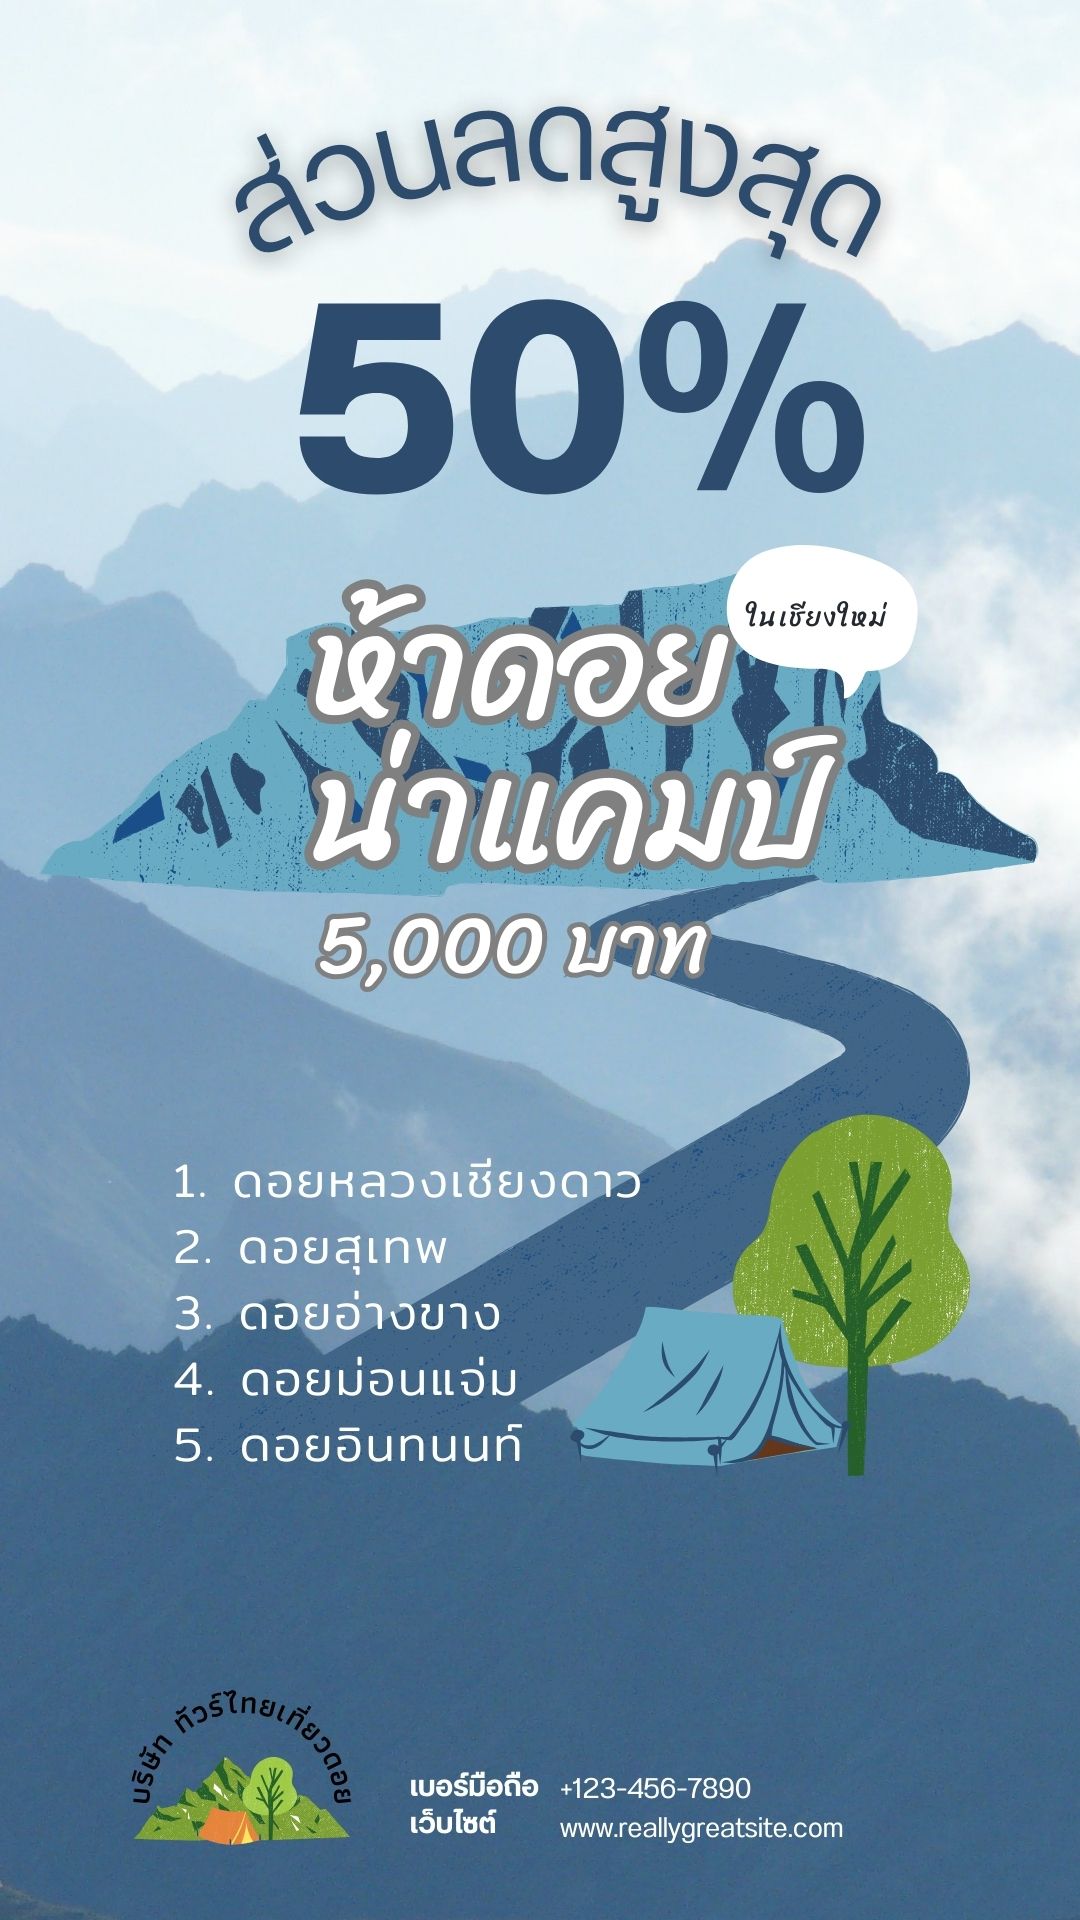 ส่วนลดสูงสุด
50%
ในเชียงใหม่
ห้าดอย
น่าแคมป์
5,000 บาท
1. ดอยหลวงเชียงดาว
2. ดอยสุเทพ
3. ดอยอ่างขาง
4. ดอยม่อนแจ่ม
5. ดอยอินทนนท์
บริษัท ทัวร์ไทยเที่ยวดอย
เบอร์มือถือ +123-456-7890
เว็บไซต์ www.reallygreatsite.com